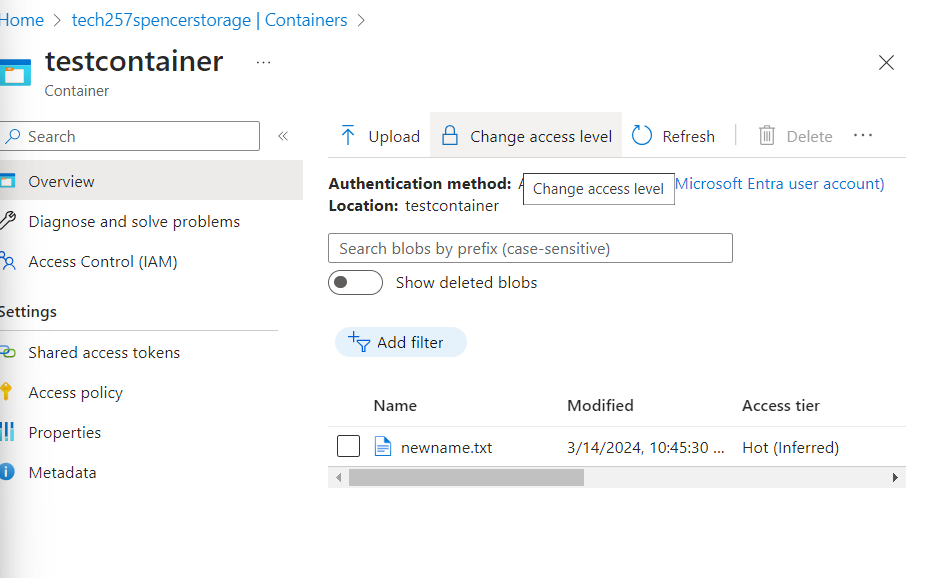 Home > tech257spencerstorage | Containers >
testcontainer ...
Container
Search
«
Upload Change access level Refresh Delete ...
Authentication method: Change access level Microsoft Entra user account)
Location: testcontainer
Overview
Search blobs by prefix (case-sensitive)
Diagnose and solve problems
Access Control (IAM)
Show deleted blobs
Settings
Add filter
Shared access tokens
Access policy
Properties
Metadata
Name Modified Access tier
newname.txt 3/14/2024, 10:45:30 ... Hot (Inferred)